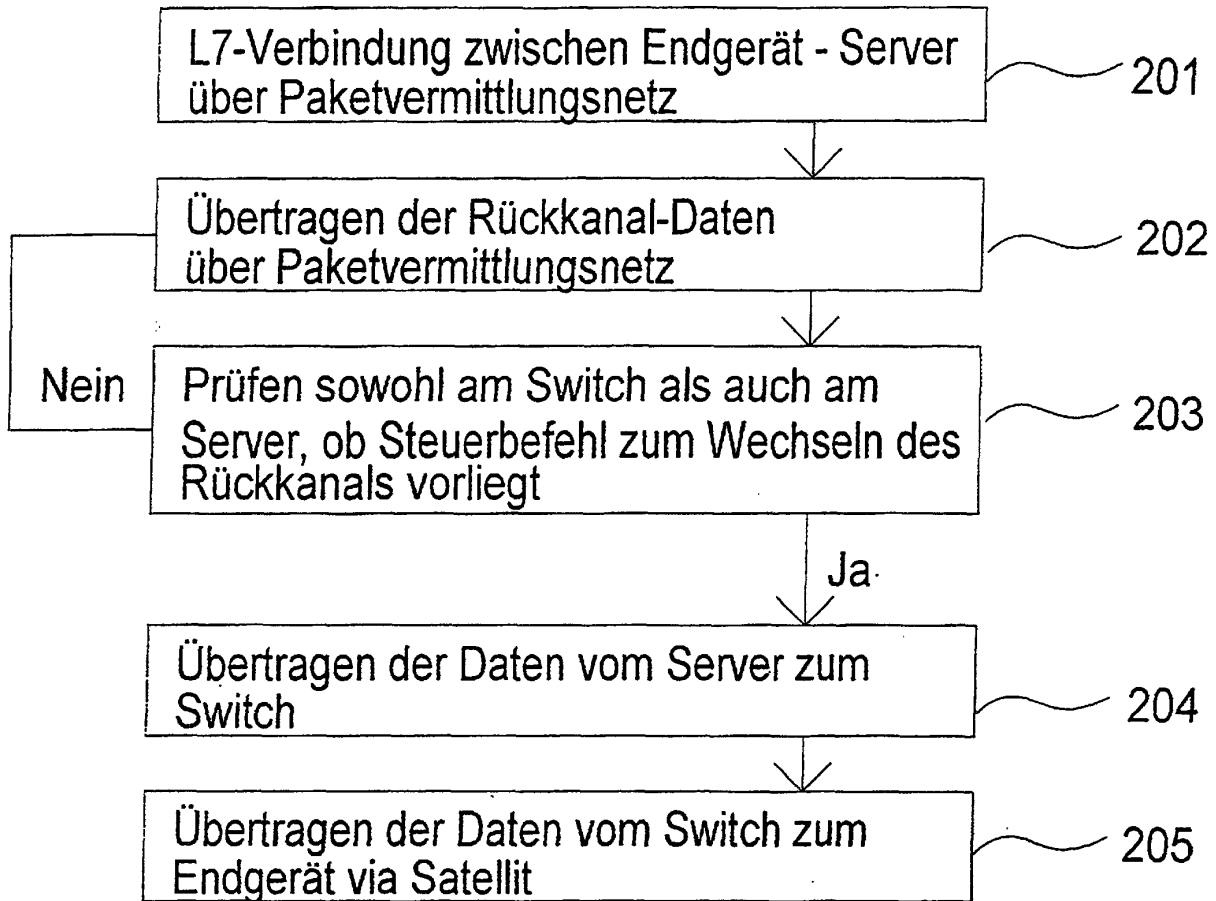 L7-Verbindung zwischen Endgerät - Server
über Paketvermittlungsnetz
201
Übertragen der Rückkanal-Daten
über Paketvermittlungsnetz
202
Nein
Prüfen sowohl am Switch als auch am
Server, ob Steuerbefehl zum Wechseln des
Rückkanals vorliegt
203
Ja
Übertragen der Daten vom Server zum
Switch
204
Übertragen der Daten vom Switch zum
Endgerät via Satellit
205